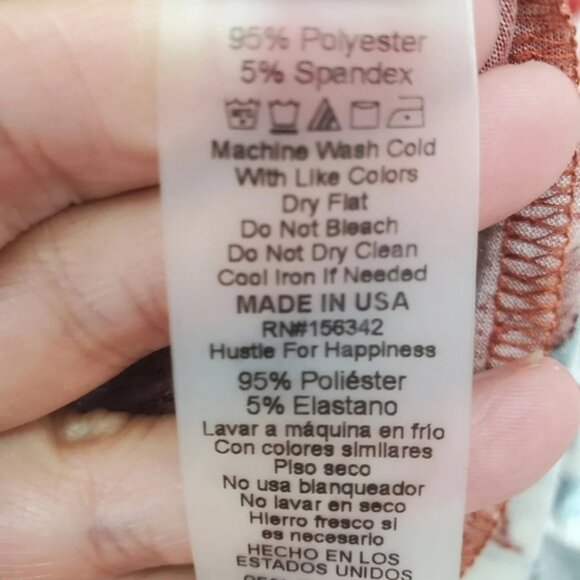 95% Polyester
5% Spandex
Machine Wash Cold
With Like Colors
Dry Flat
Do Not Bleach
Do Not Dry Clean
Cool Iron If Needed
MADE IN USA
RN#156342
Hustle For Happiness
95% Poliéster
5% Elastano
Lavar a máquina en frio
Con colores similares
Piso seco
No usa blanqueador
No lavar en seco
Hierro fresco si
es necesario
HECHO EN LOS
ESTADOS UNIDOS